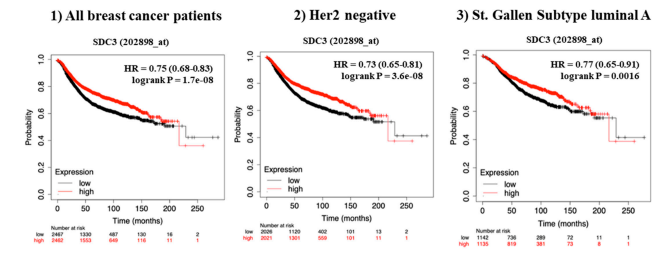 1) All breast cancer patients
SDC3 (202898_at)
HR = 0.75 (0.68-0.83)
logrank P = 1.7e-08
Probability
1.0
0.8
0.6
0.4
0.2
0.0
Expression
low
high
0 50 100 150 200 250
Time (months)
Number at risk
low 2467 1330 487 130 16 2
high 2462 1553 649 116 11 1
2) Her2 negative
SDC3 (202898_at)
HR = 0.73 (0.65-0.81)
logrank P = 3.6e-08
Probability
1.0
0.8
0.6
0.4
0.2
0.0
Expression
low
high
0 50 100 150 200 250
Time (months)
Number at risk
low 2026 1120 402 101 13 2
high 2021 1301 559 101 11 1
3) St. Gallen Subtype luminal A
SDC3 (202898_at)
HR = 0.77 (0.65-0.91)
logrank P = 0.0016
Probability
1.0
0.8
0.6
0.4
0.2
0.0
Expression
low
high
0 50 100 150 200 250
Time (months)
Number at risk
low 1142 736 289 72 11 1
high 1135 819 381 73 8 1